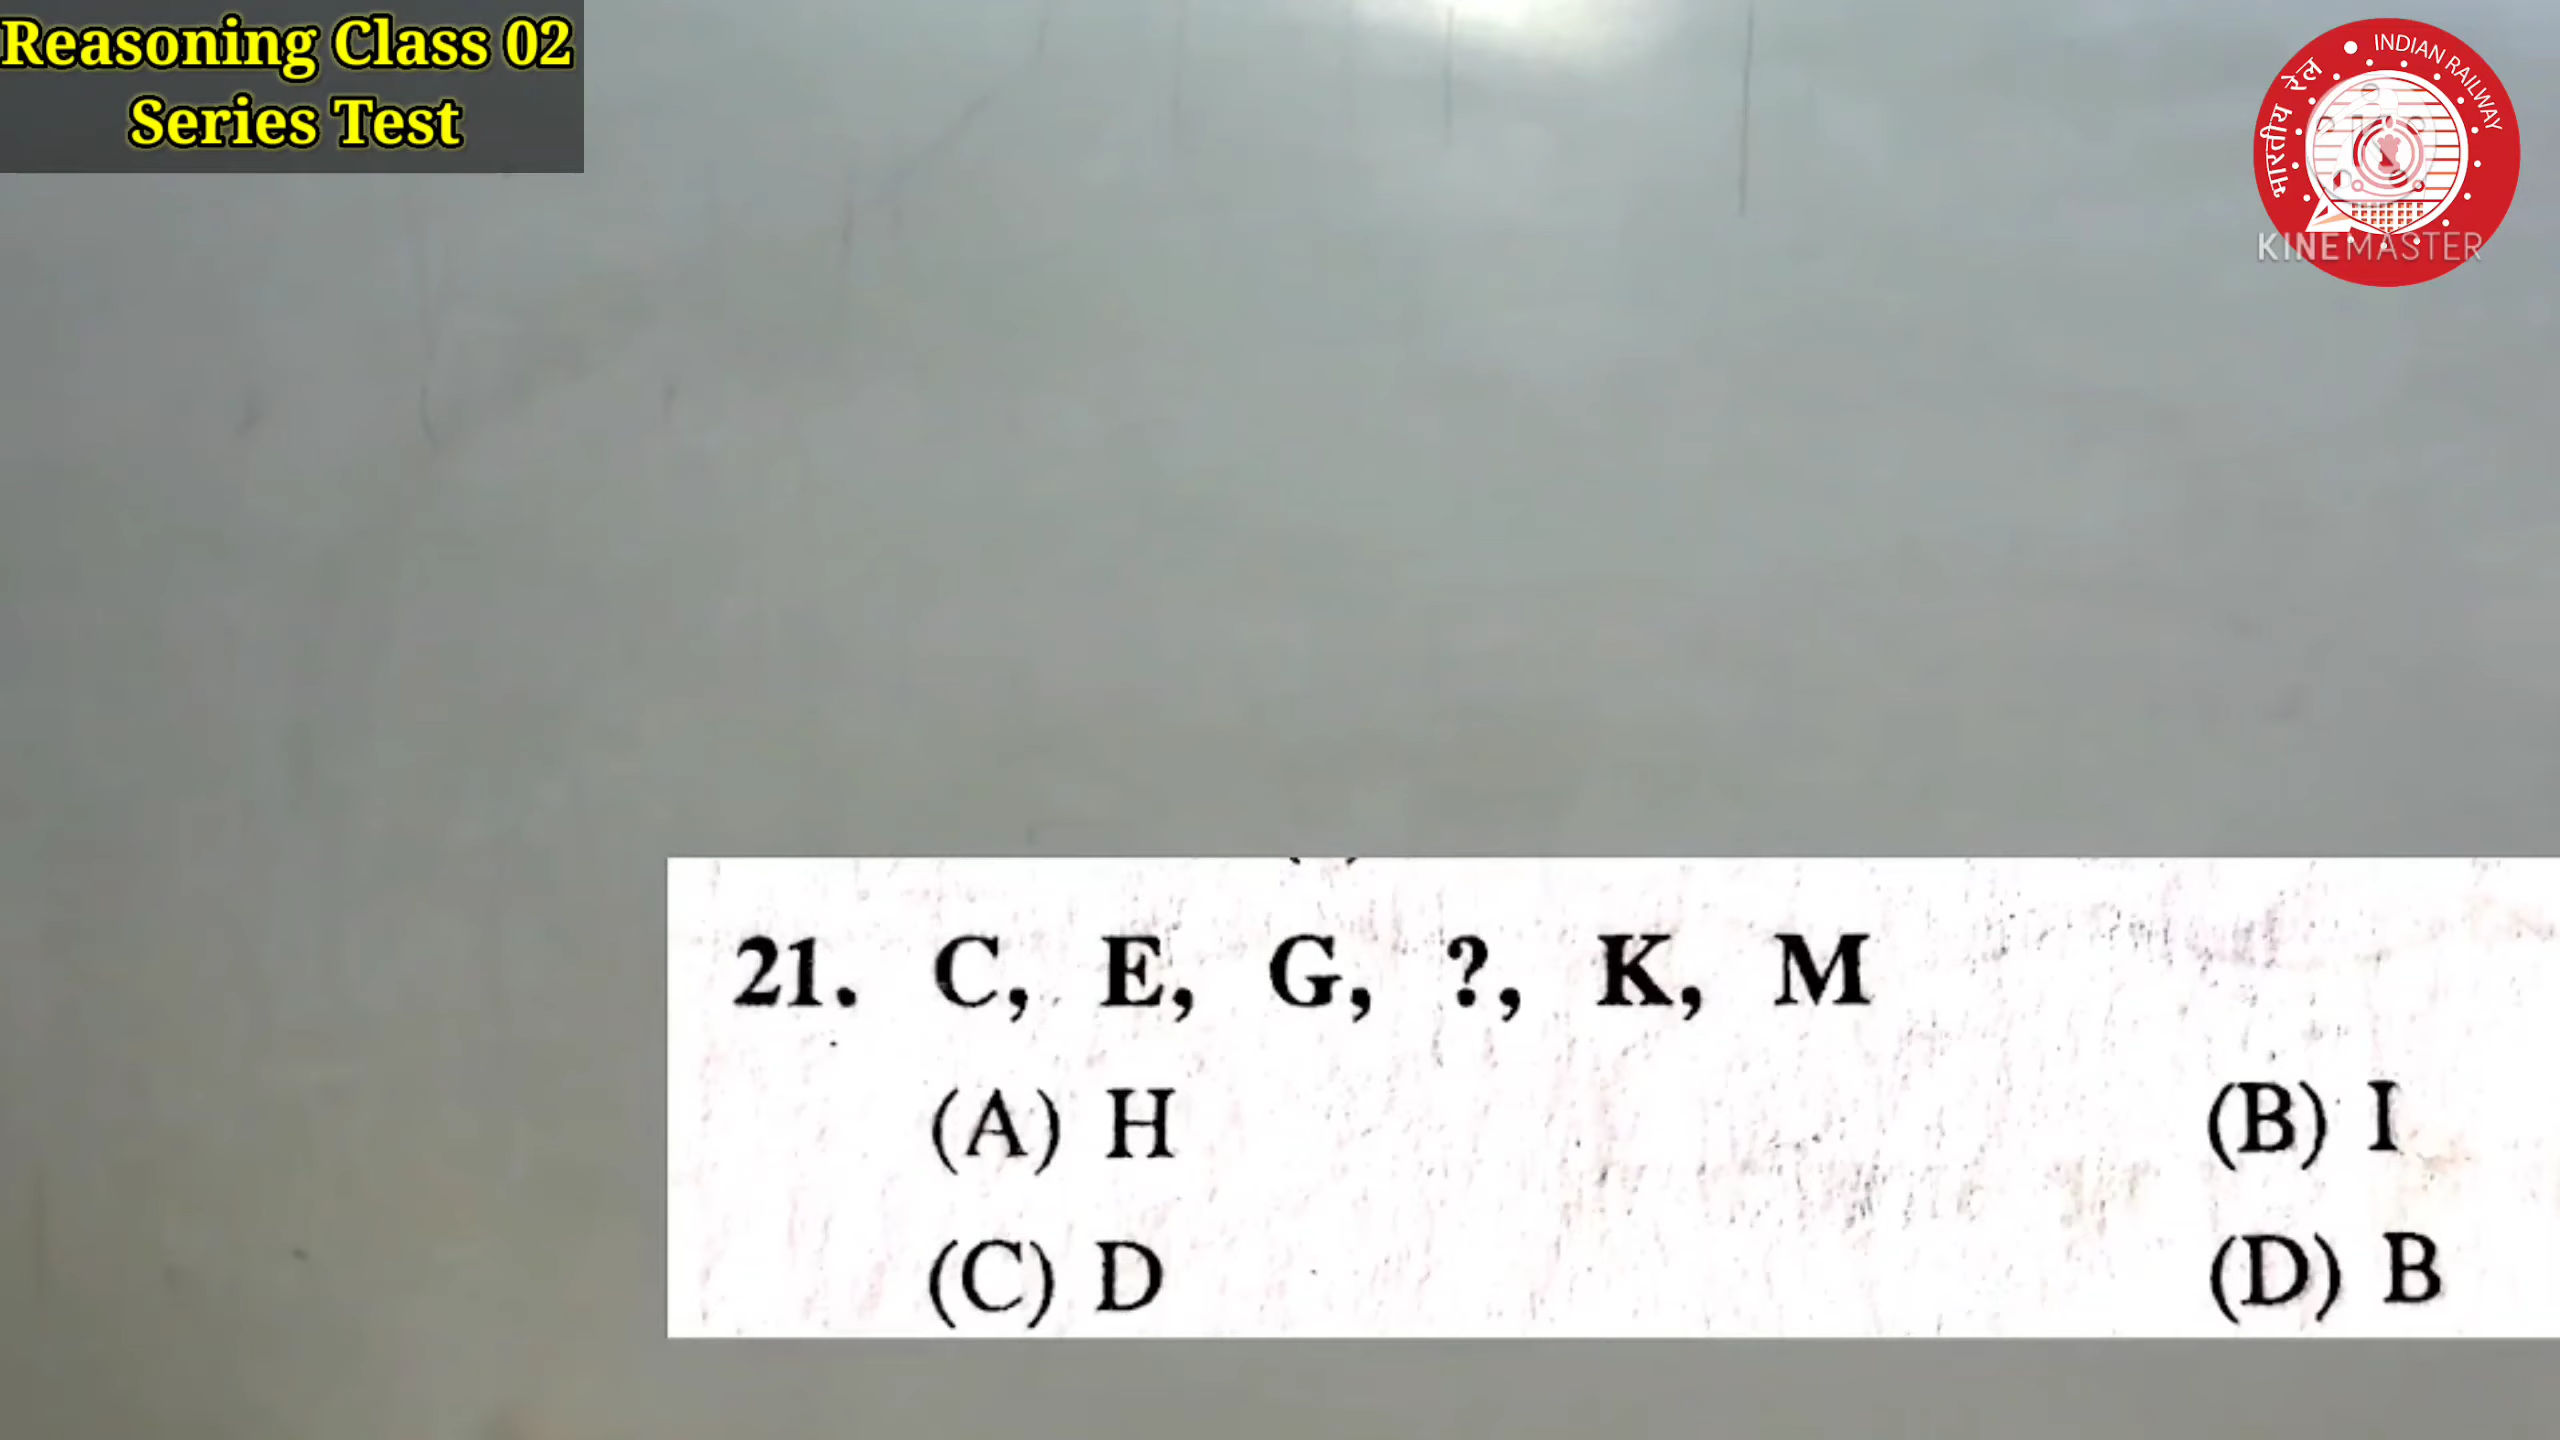 Reasoning Class 02
Series Test
भारतीय रेल
INDIAN RAILWAY
KINEMASTER
21. C, E, G, ?, K, M
(A) H (B) I
(C) D (D) B